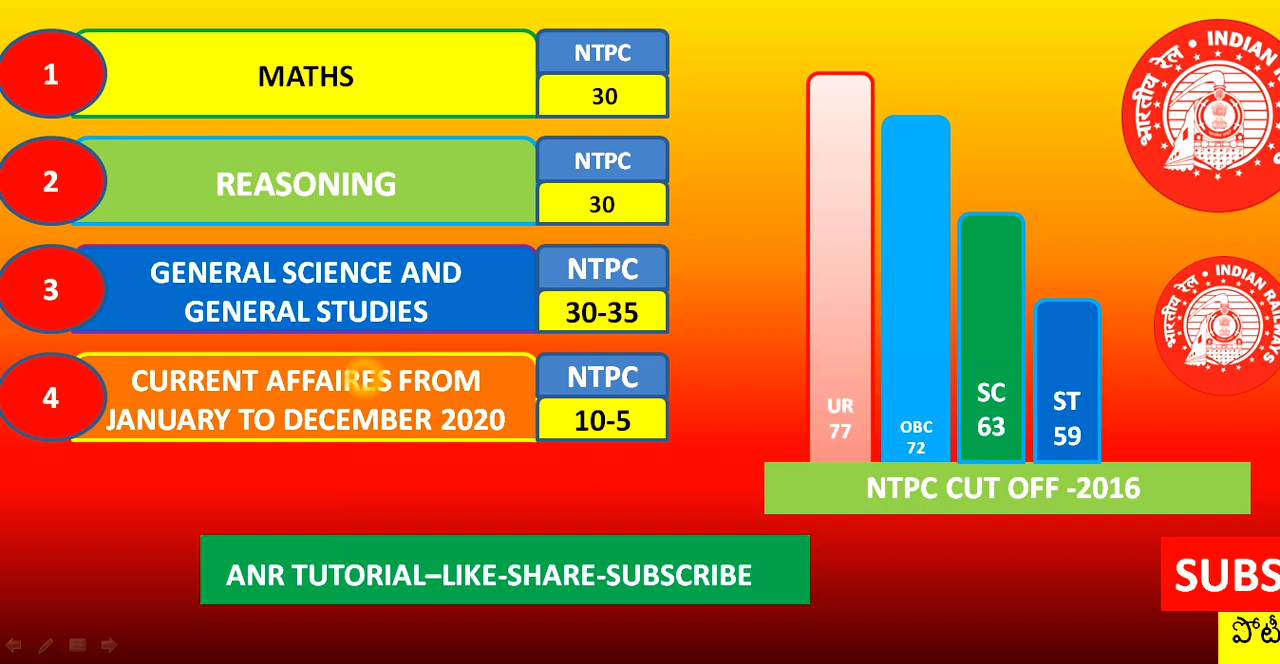 1
MATHS
NTPC
30
2
REASONING
NTPC
30
3
GENERAL SCIENCE AND
GENERAL STUDIES
NTPC
30-35
4
CURRENT AFFAIRES FROM
JANUARY TO DECEMBER 2020
NTPC
10-5
UR
77
OBC
72
SC
63
ST
59
NTPC CUT OFF -2016
भारतीय रेल • INDIAN
भारतीय रेल • INDIAN RAILWAYS
ANR TUTORIAL–LIKE-SHARE-SUBSCRIBE
SUBS
పోటీ